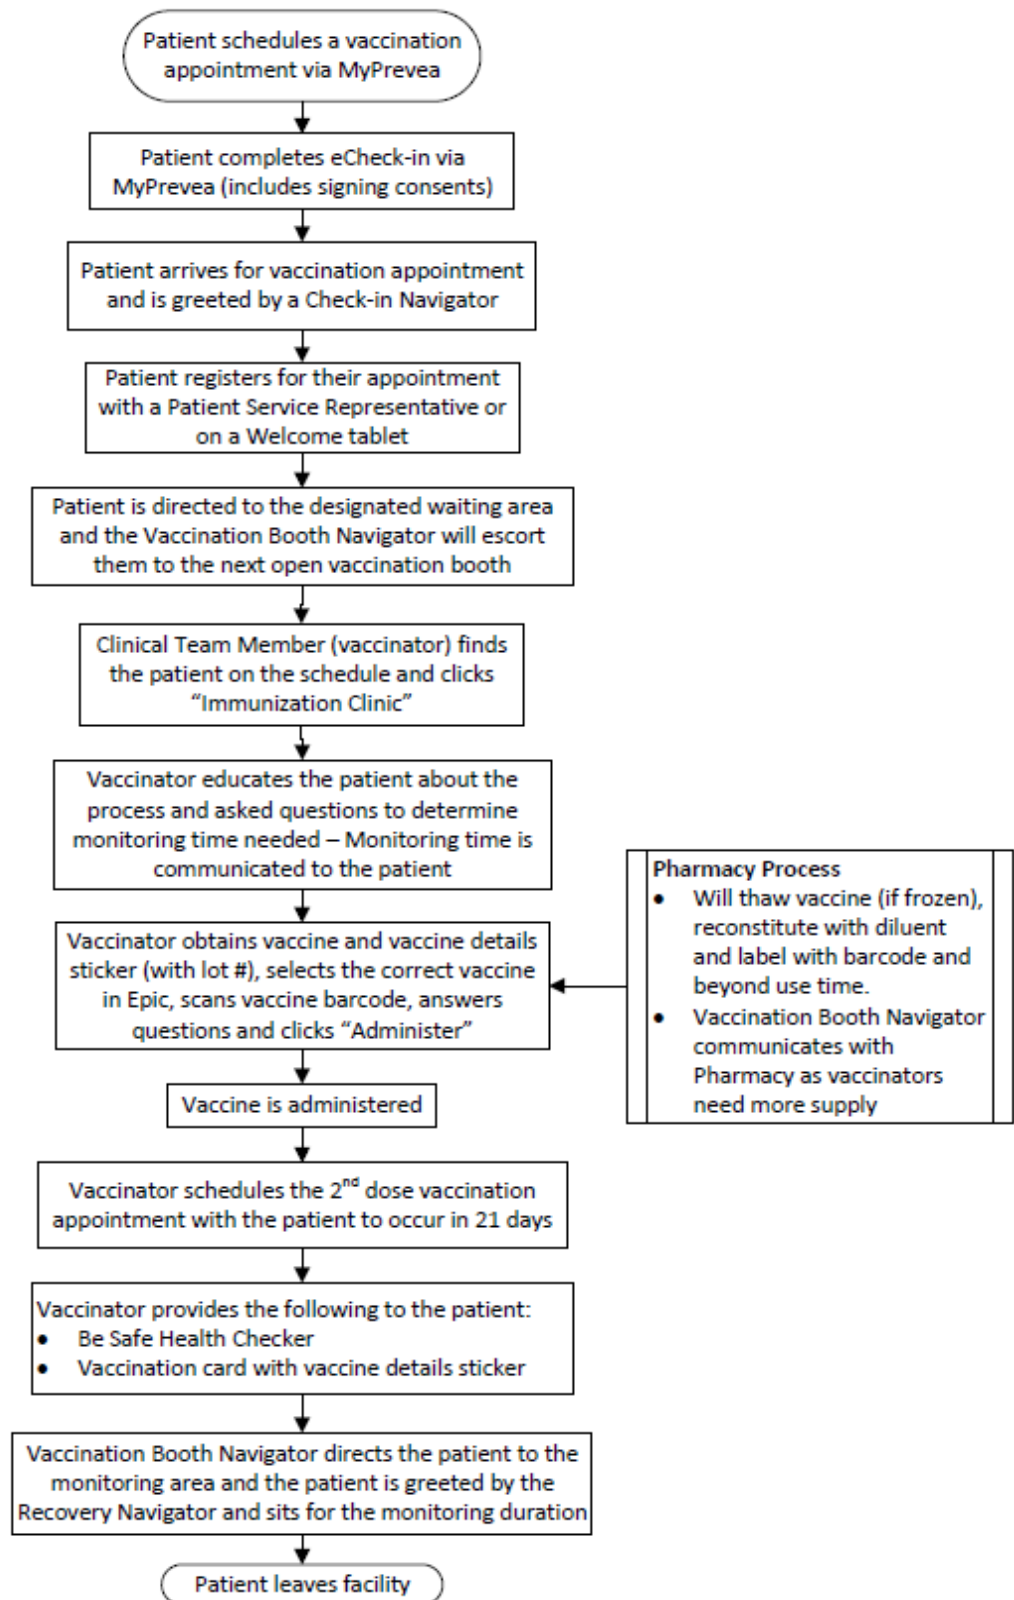 Patient schedules a vaccination
appointment via MyPrevea
Patient completes eCheck-in via
MyPrevea (includes signing consents)
Patient arrives for vaccination appointment
and is greeted by a Check-in Navigator
Patient registers for their appointment
with a Patient Service Representative or
on a Welcome tablet
Patient is directed to the designated waiting area
and the Vaccination Booth Navigator will escort
them to the next open vaccination booth
Clinical Team Member (vaccinator) finds
the patient on the schedule and clicks
“Immunization Clinic”
Vaccinator educates the patient about the
process and asked questions to determine
monitoring time needed – Monitoring time is
communicated to the patient
Vaccinator obtains vaccine and vaccine details
sticker (with lot #), selects the correct vaccine
in Epic, scans vaccine barcode, answers
questions and clicks “Administer”
Pharmacy Process
• Will thaw vaccine (if frozen),
reconstitute with diluent
and label with barcode and
beyond use time.
• Vaccination Booth Navigator
communicates with
Pharmacy as vaccinators
need more supply
Vaccine is administered
Vaccinator schedules the 2nd dose vaccination
appointment with the patient to occur in 21 days
Vaccinator provides the following to the patient:
• Be Safe Health Checker
• Vaccination card with vaccine details sticker
Vaccination Booth Navigator directs the patient to the
monitoring area and the patient is greeted by the
Recovery Navigator and sits for the monitoring duration
Patient leaves facility